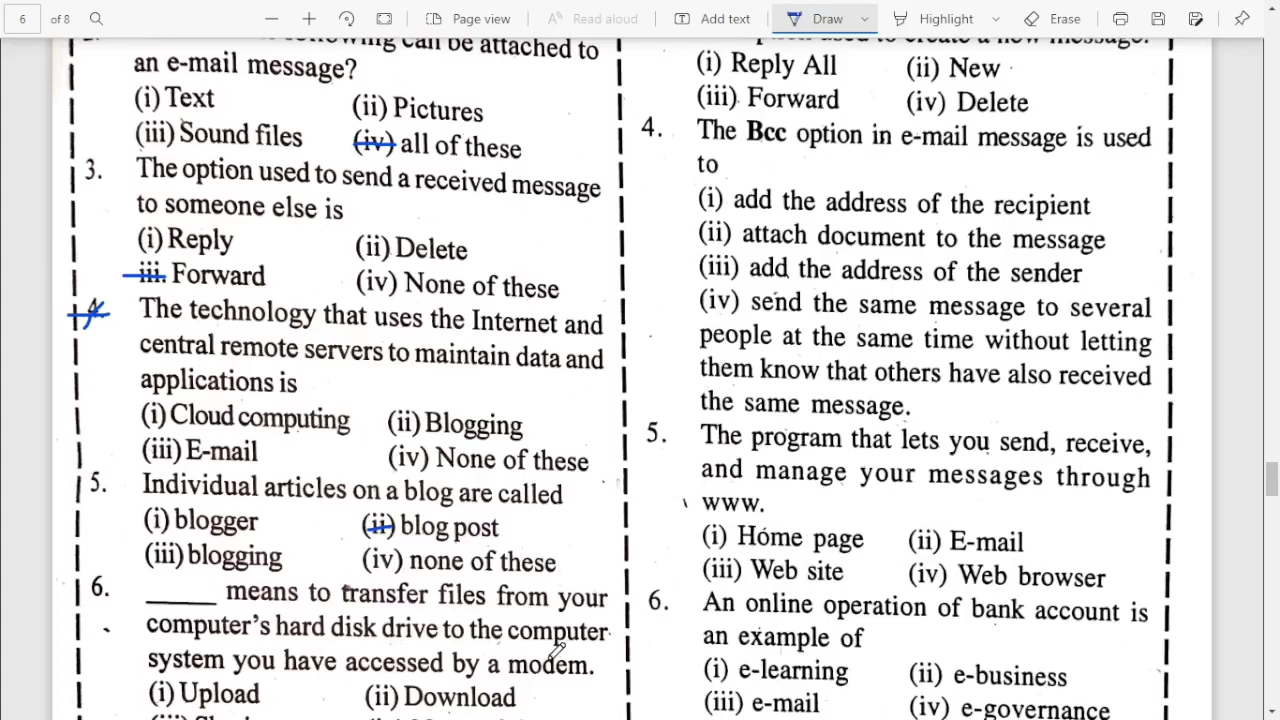 6 of 8 Page view Read aloud Add text Draw Highlight Erase
following can be attached to
an e-mail message?
(i) Text (ii) Pictures
(iii) Sound files (iv) all of these
3. The option used to send a received message
to someone else is
(i) Reply (ii) Delete
iii. Forward (iv) None of these
4. The technology that uses the Internet and
central remote servers to maintain data and
applications is
(i) Cloud computing (ii) Blogging
(iii) E-mail (iv) None of these
5. Individual articles on a blog are called
(i) blogger (ii) blog post
(iii) blogging (iv) none of these
6. _____ means to transfer files from your
computer's hard disk drive to the computer
system you have accessed by a modem.
(i) Upload (ii) Download
used to create a new message.
(i) Reply All (ii) New
(iii) Forward (iv) Delete
4. The Bcc option in e-mail message is used
to
(i) add the address of the recipient
(ii) attach document to the message
(iii) add the address of the sender
(iv) send the same message to several
people at the same time without letting
them know that others have also received
the same message.
5. The program that lets you send, receive,
and manage your messages through
www.
(i) Home page (ii) E-mail
(iii) Web site (iv) Web browser
6. An online operation of bank account is
an example of
(i) e-learning (ii) e-business
(iii) e-mail (iv) e-governance